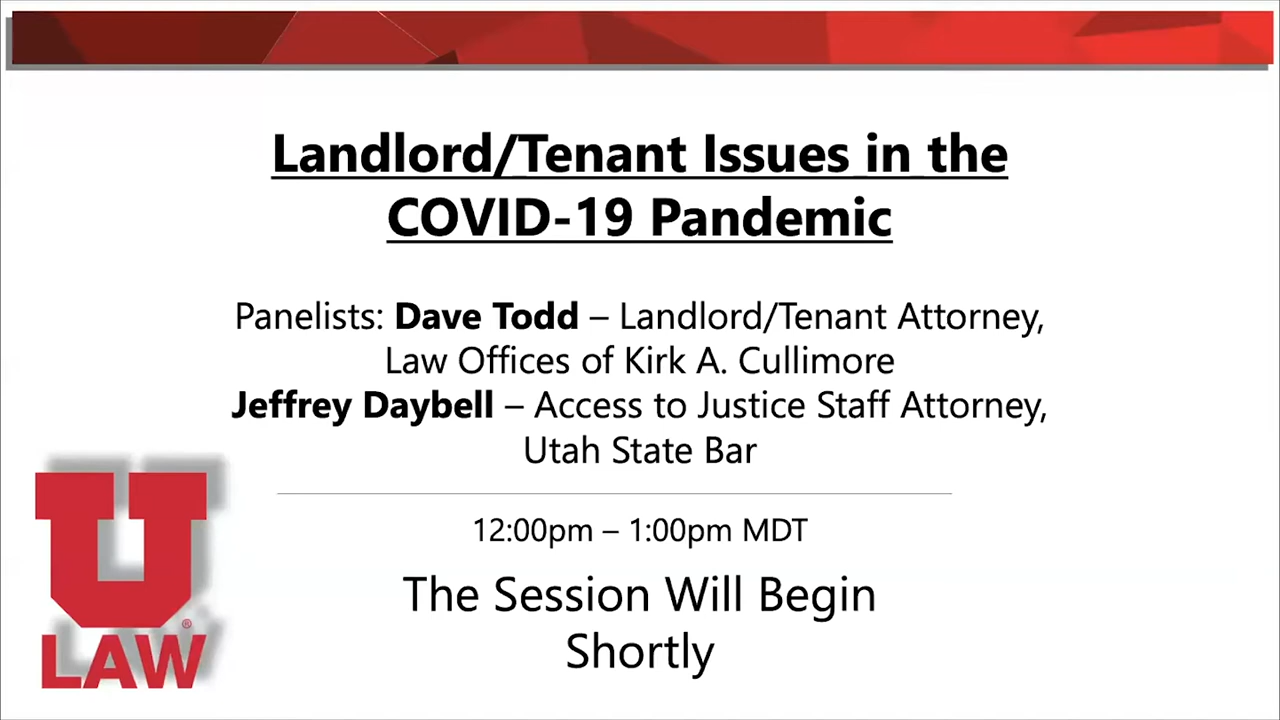 Landlord/Tenant Issues in the
COVID-19 Pandemic
Panelists: Dave Todd – Landlord/Tenant Attorney,
Law Offices of Kirk A. Cullimore
Jeffrey Daybell – Access to Justice Staff Attorney,
Utah State Bar
12:00pm – 1:00pm MDT
The Session Will Begin
Shortly
U
®
LAW